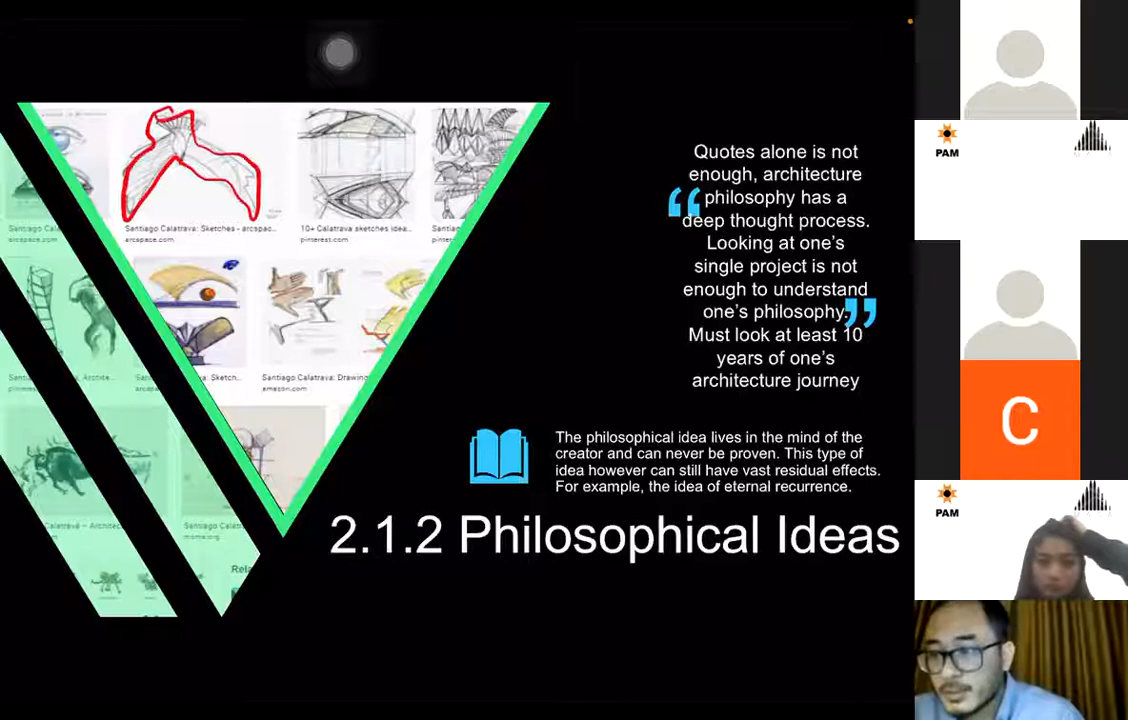 Santiago Calatrava: Sketches - arcspac...
arcspace.com
10+ Calatrava sketches idea...
pinterest.com
Quotes alone is not
enough, architecture
“ philosophy has a
deep thought process.
Looking at one’s
single project is not
enough to understand
one’s philosophy. ”
Must look at least 10
years of one’s
architecture journey
Santiago Calatrava: Drawing
amazon.com
The philosophical idea lives in the mind of the
creator and can never be proven. This type of
idea however can still have vast residual effects.
For example, the idea of eternal recurrence.
2.1.2 Philosophical Ideas
Rela
PAM
C
PAM